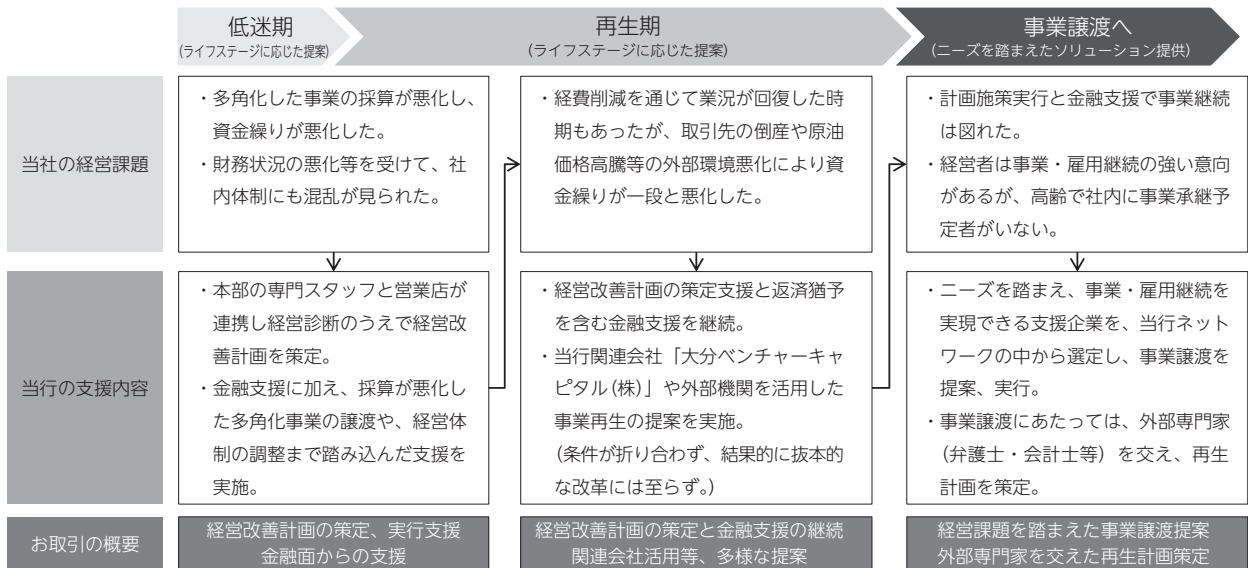 低迷期
(ライフステージに応じた提案)
再生期
(ライフステージに応じた提案)
事業譲渡へ
(ニーズを踏まえたソリューション提供)
当社の経営課題
・多角化した事業の採算が悪化し、
資金繰りが悪化した。
・財務状況の悪化等を受けて、社
内体制にも混乱が見られた。
・経費削減を通じて業況が回復した時
期もあったが、取引先の倒産や原油
価格高騰等の外部環境悪化により資
金繰りが一段と悪化した。
・計画施策実行と金融支援で事業継続
は図れた。
・経営者は事業・雇用継続の強い意向
があるが、高齢で社内に事業承継予
定者がいない。
当行の支援内容
・本部の専門スタッフと営業店が
連携し経営診断のうえで経営改
善計画を策定。
・金融支援に加え、採算が悪化し
た多角化事業の譲渡や、経営体
制の調整まで踏み込んだ支援を
実施。
・経営改善計画の策定支援と返済猶予
を含む金融支援を継続。
・当行関連会社「大分ベンチャーキャ
ピタル(株)」や外部機関を活用した
事業再生の提案を実施。
(条件が折り合わず、結果的に抜本的
な改革には至らず。)
・ニーズを踏まえ、事業・雇用継続を
実現できる支援企業を、当行ネット
ワークの中から選定し、事業譲渡を
提案、実行。
・事業譲渡にあたっては、外部専門家
(弁護士・会計士等)を交え、再生
計画を策定。
お取引の概要
経営改善計画の策定、実行支援
金融面からの支援
経営改善計画の策定と金融支援の継続
関連会社活用等、多様な提案
経営課題を踏まえた事業譲渡提案
外部専門家を交えた再生計画策定